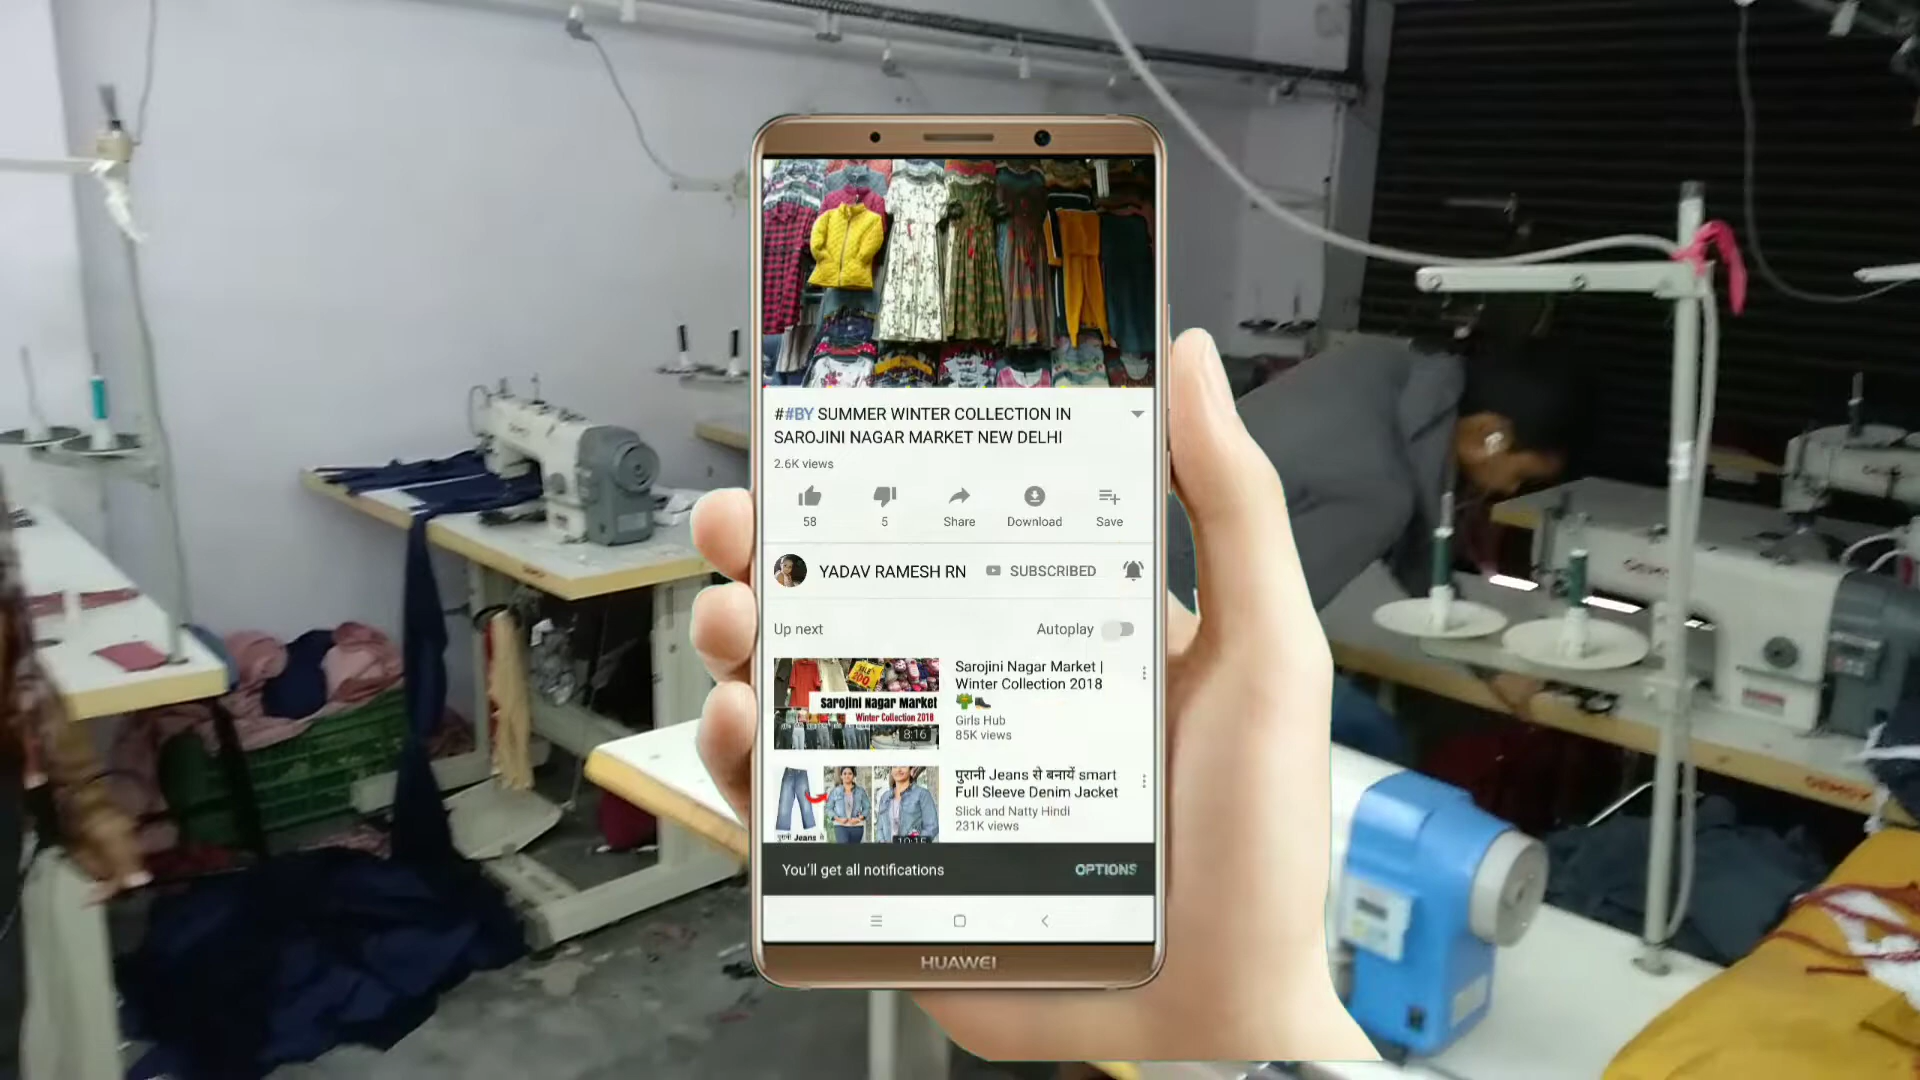 ##BY SUMMER WINTER COLLECTION IN
SAROJINI NAGAR MARKET NEW DELHI
2.6K views
58
5
Share
Download
Save
YADAV RAMESH RN
SUBSCRIBED
Up next
Autoplay
SALE
Sarojini Nagar Market
Winter Collection 2018
8:16
Sarojini Nagar Market |
Winter Collection 2018
Girls Hub
85K views
पुरानी Jeans से
10:15
पुरानी Jeans से बनायें smart
Full Sleeve Denim Jacket
Slick and Natty Hindi
231K views
You'll get all notifications
OPTIONS
HUAWEI